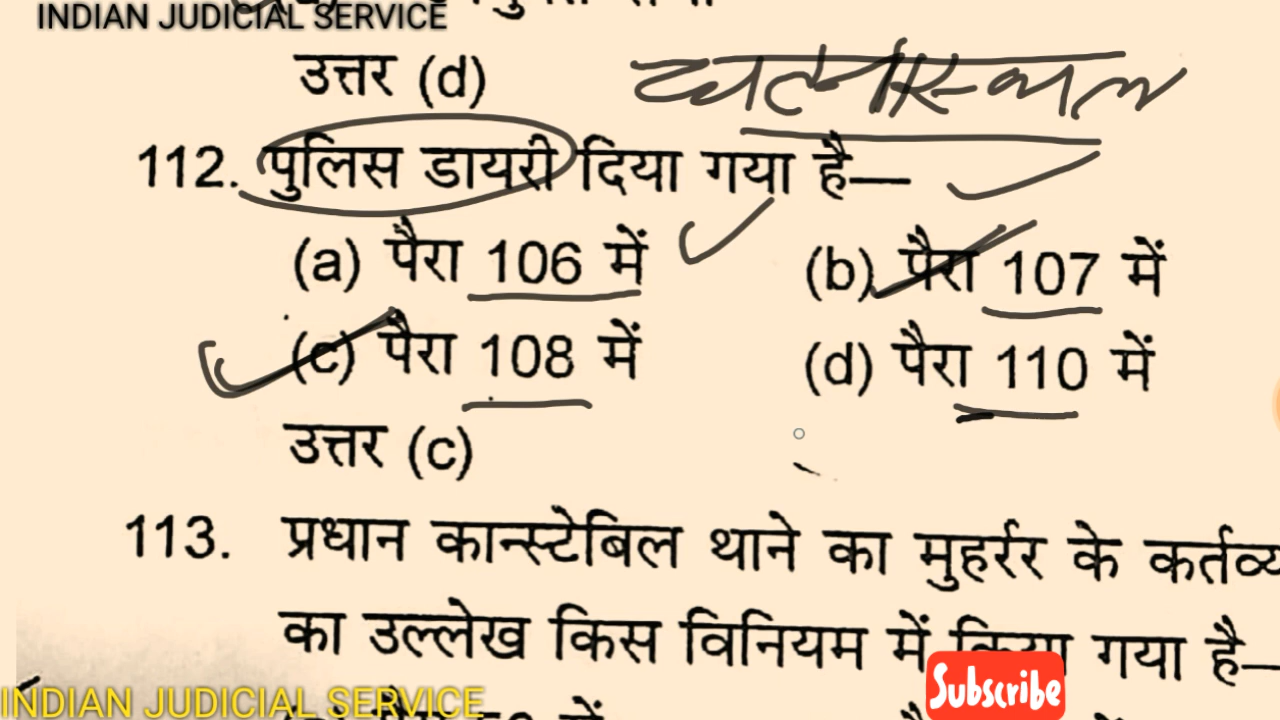 INDIAN JUDICIAL SERVICE
उत्तर (d)
112. पुलिस डायरी दिया गया है—
(a) पैरा 106 में (b) पैरा 107 में
(c) पैरा 108 में (d) पैरा 110 में
उत्तर (c)
113. प्रधान कान्स्टेबिल थाने का मुहर्रर के कर्तव्य
का उल्लेख किस विनियम में किया गया है—
Subscribe
INDIAN JUDICIAL SERVICE